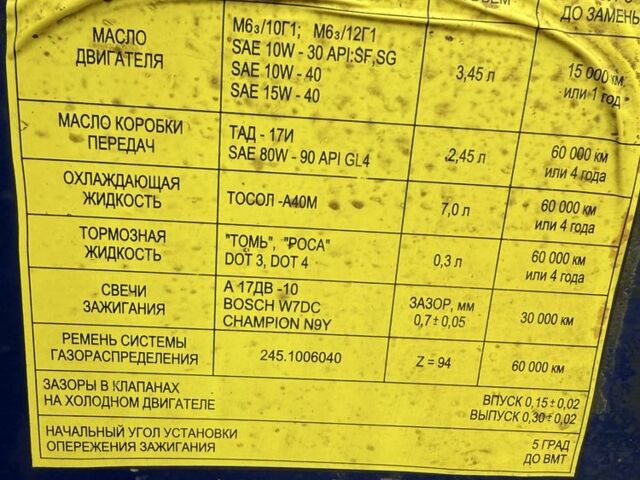 ДО ЗАМЕНЫ
МАСЛО
ДВИГАТЕЛЯ
М6з/10Г1; М6з/12Г1
SAE 10W - 30 API:SF,SG
SAE 10W - 40
SAE 15W - 40
3,45 л
15 000 км
или 1 год
МАСЛО КОРОБКИ
ПЕРЕДАЧ
ТАД - 17И
SAE 80W - 90 API GL4
2,45 л
60 000 км
или 4 года
ОХЛАЖДАЮЩАЯ
ЖИДКОСТЬ
ТОСОЛ -А40М
7,0 л
60 000 км
или 4 года
ТОРМОЗНАЯ
ЖИДКОСТЬ
"ТОМЬ", "РОСА"
DOT 3, DOT 4
0,3 л
60 000 км
или 4 года
СВЕЧИ
ЗАЖИГАНИЯ
А 17ДВ -10
BOSCH W7DC
CHAMPION N9Y
ЗАЗОР, мм
0,7 ± 0,05
30 000 км
РЕМЕНЬ СИСТЕМЫ
ГАЗОРАСПРЕДЕЛЕНИЯ
245.1006040
Z = 94
60 000 км
ЗАЗОРЫ В КЛАПАНАХ
НА ХОЛОДНОМ ДВИГАТЕЛЕ
ВПУСК 0,15 ± 0,02
ВЫПУСК 0,30 ± 0,02
НАЧАЛЬНЫЙ УГОЛ УСТАНОВКИ
ОПЕРЕЖЕНИЯ ЗАЖИГАНИЯ
5 ГРАД
ДО ВМТ